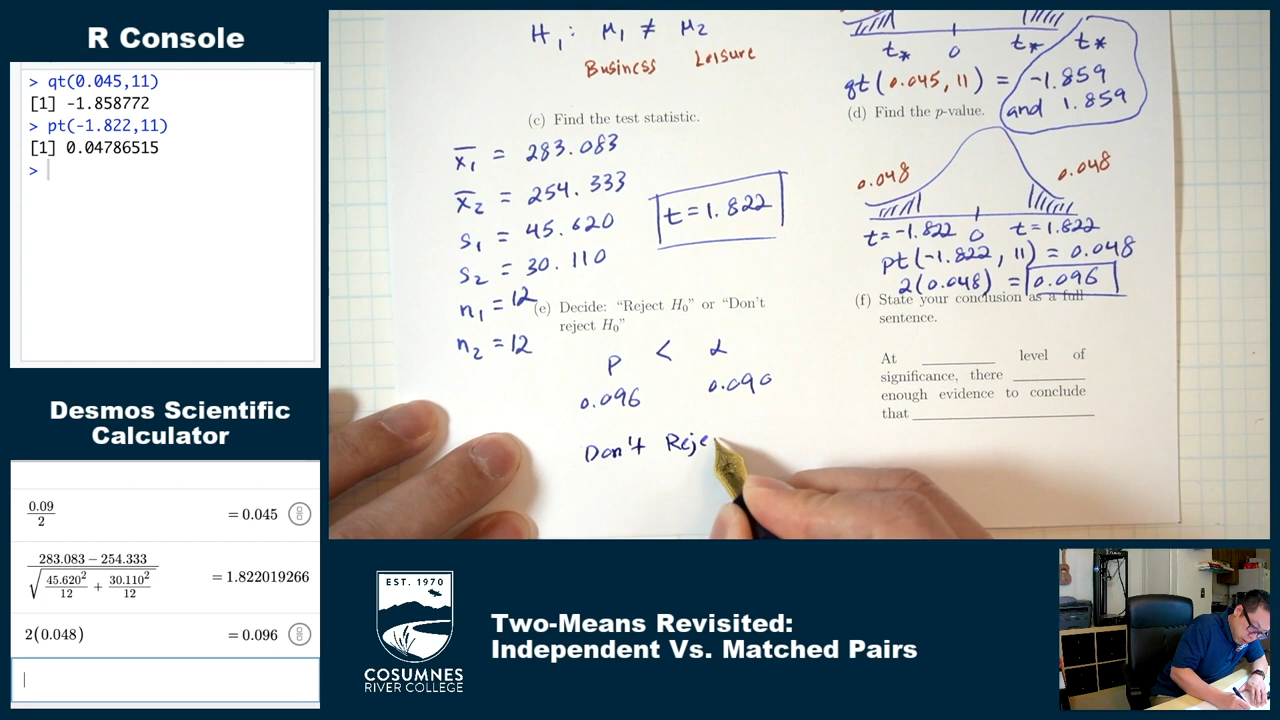 R Console
> qt(0.045,11)
[1] -1.858772
> pt(-1.822,11)
[1] 0.04786515
>
Desmos Scientific
Calculator
0.09
2
= 0.045
283.083 − 254.333
√ 45.620² + 30.110²
12 12
= 1.822019266
2(0.048) = 0.096
H₁: μ₁ ≠ μ₂
Business Leisure
(c) Find the test statistic.
x̄₁ = 283.083
x̄₂ = 254.333
s₁ = 45.620
s₂ = 30.110
n₁ = 12
n₂ = 12
t = 1.822
(e) Decide: “Reject H₀” or “Don’t
reject H₀”
p < α
0.096 0.090
Don't Reje
t* 0 t* t*
qt(0.045, 11) = -1.859
and 1.859
(d) Find the p-value.
0.048 0.048
t = -1.822 0 t = 1.822
pt(-1.822, 11) = 0.048
2(0.048) = 0.096
(f) State your conclusion as a full
sentence.
At ________ level of
significance, there ________
enough evidence to conclude
that ________
EST. 1970
COSUMNES
RIVER COLLEGE
Two-Means Revisited:
Independent Vs. Matched Pairs